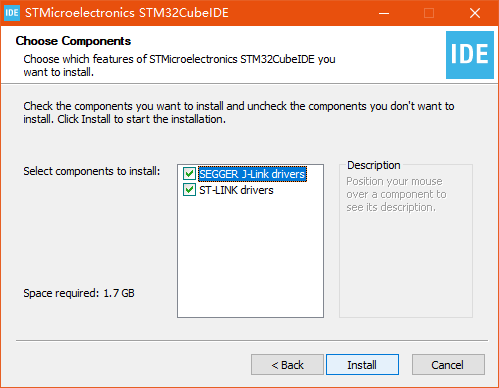 IDE STMicroelectronics STM32CubeIDE
Choose Components
Choose which features of STMicroelectronics STM32CubeIDE you
want to install.
IDE
Check the components you want to install and uncheck the components you don't want to
install. Click Install to start the installation.
Select components to install:
SEGGER J-Link drivers
ST-LINK drivers
Description
Position your mouse
over a component to
see its description.
Space required: 1.7 GB
< Back Install Cancel